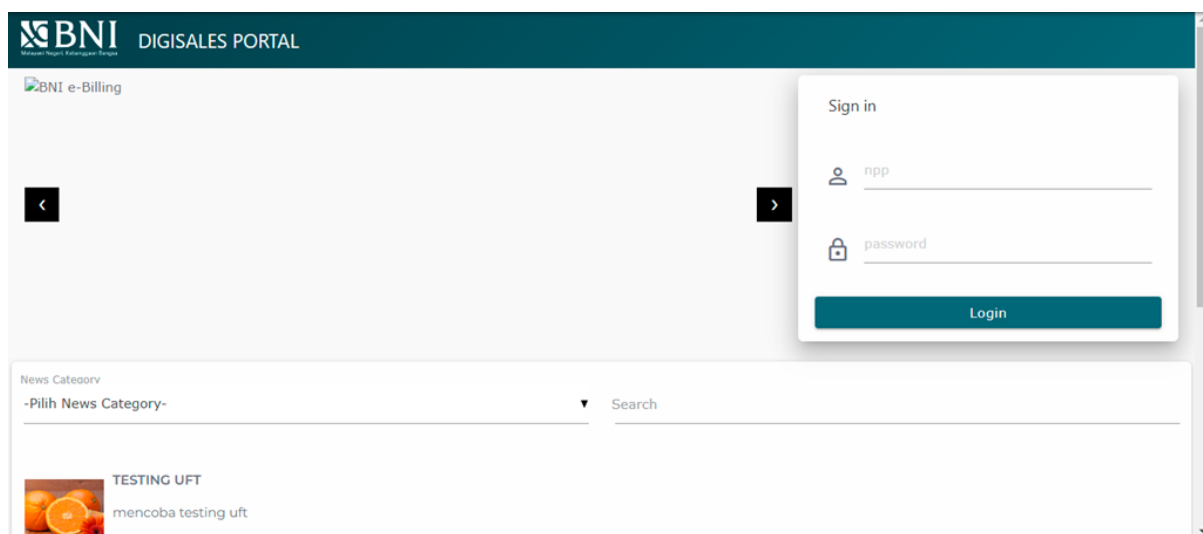 BNI DIGISALES PORTAL
Melayani Negeri, Kebanggaan Bangsa
BNI e-Billing
Sign in
npp
password
Login
News Category
-Pilih News Category-
Search
TESTING UFT
mencoba testing uft